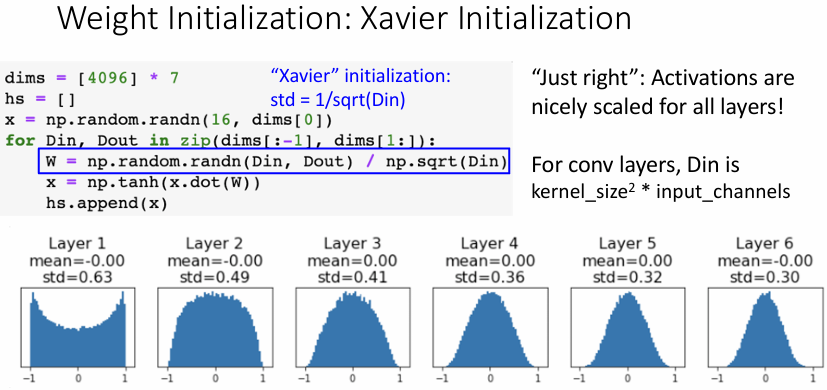 Weight Initialization: Xavier Initialization
dims = [4096] * 7
hs = []
x = np.random.randn(16, dims[0])
for Din, Dout in zip(dims[:-1], dims[1:]):
    W = np.random.randn(Din, Dout) / np.sqrt(Din)
    x = np.tanh(x.dot(W))
    hs.append(x)
“Xavier” initialization:
std = 1/sqrt(Din)
“Just right”: Activations are
nicely scaled for all layers!
For conv layers, Din is
kernel_size² * input_channels
Layer 1
mean=-0.00
std=0.63
-1 0 1
Layer 2
mean=-0.00
std=0.49
-1 0 1
Layer 3
mean=0.00
std=0.41
-1 0 1
Layer 4
mean=0.00
std=0.36
-1 0 1
Layer 5
mean=0.00
std=0.32
-1 0 1
Layer 6
mean=-0.00
std=0.30
-1 0 1